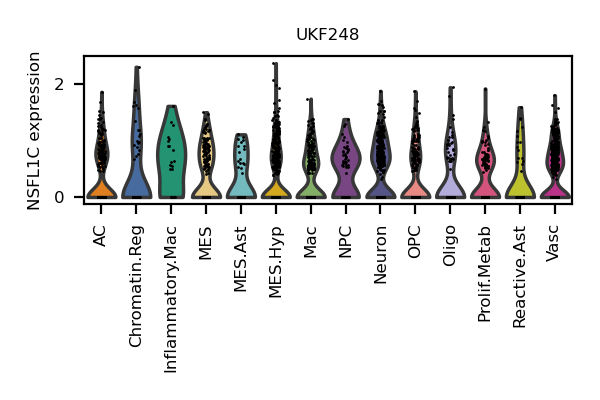 UKF248
NSFL1C expression
2
0
AC
Chromatin.Reg
Inflammatory.Mac
MES
MES.Ast
MES.Hyp
Mac
NPC
Neuron
OPC
Oligo
Prolif.Metab
Reactive.Ast
Vasc